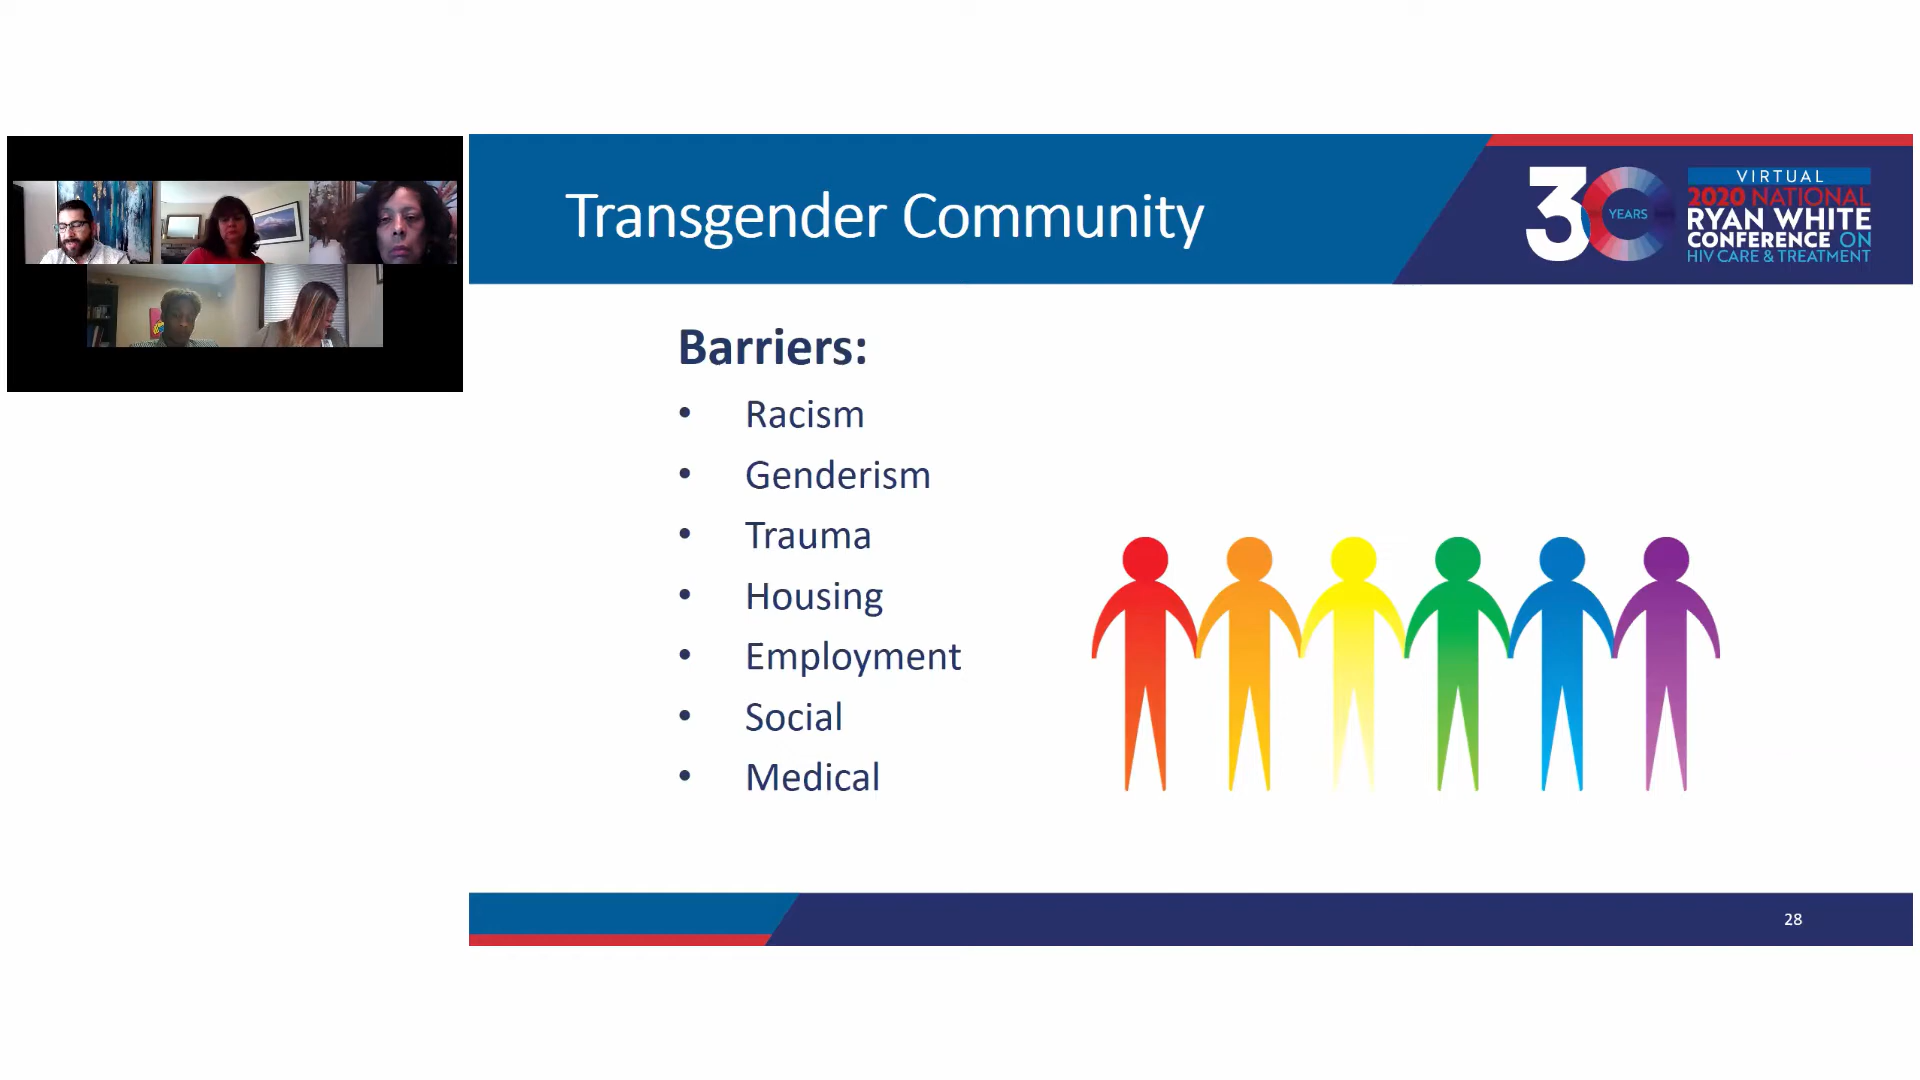 Transgender Community
30
YEARS
VIRTUAL
2020 NATIONAL
RYAN WHITE
CONFERENCE ON
HIV CARE & TREATMENT
Barriers:
• Racism
• Genderism
• Trauma
• Housing
• Employment
• Social
• Medical
28